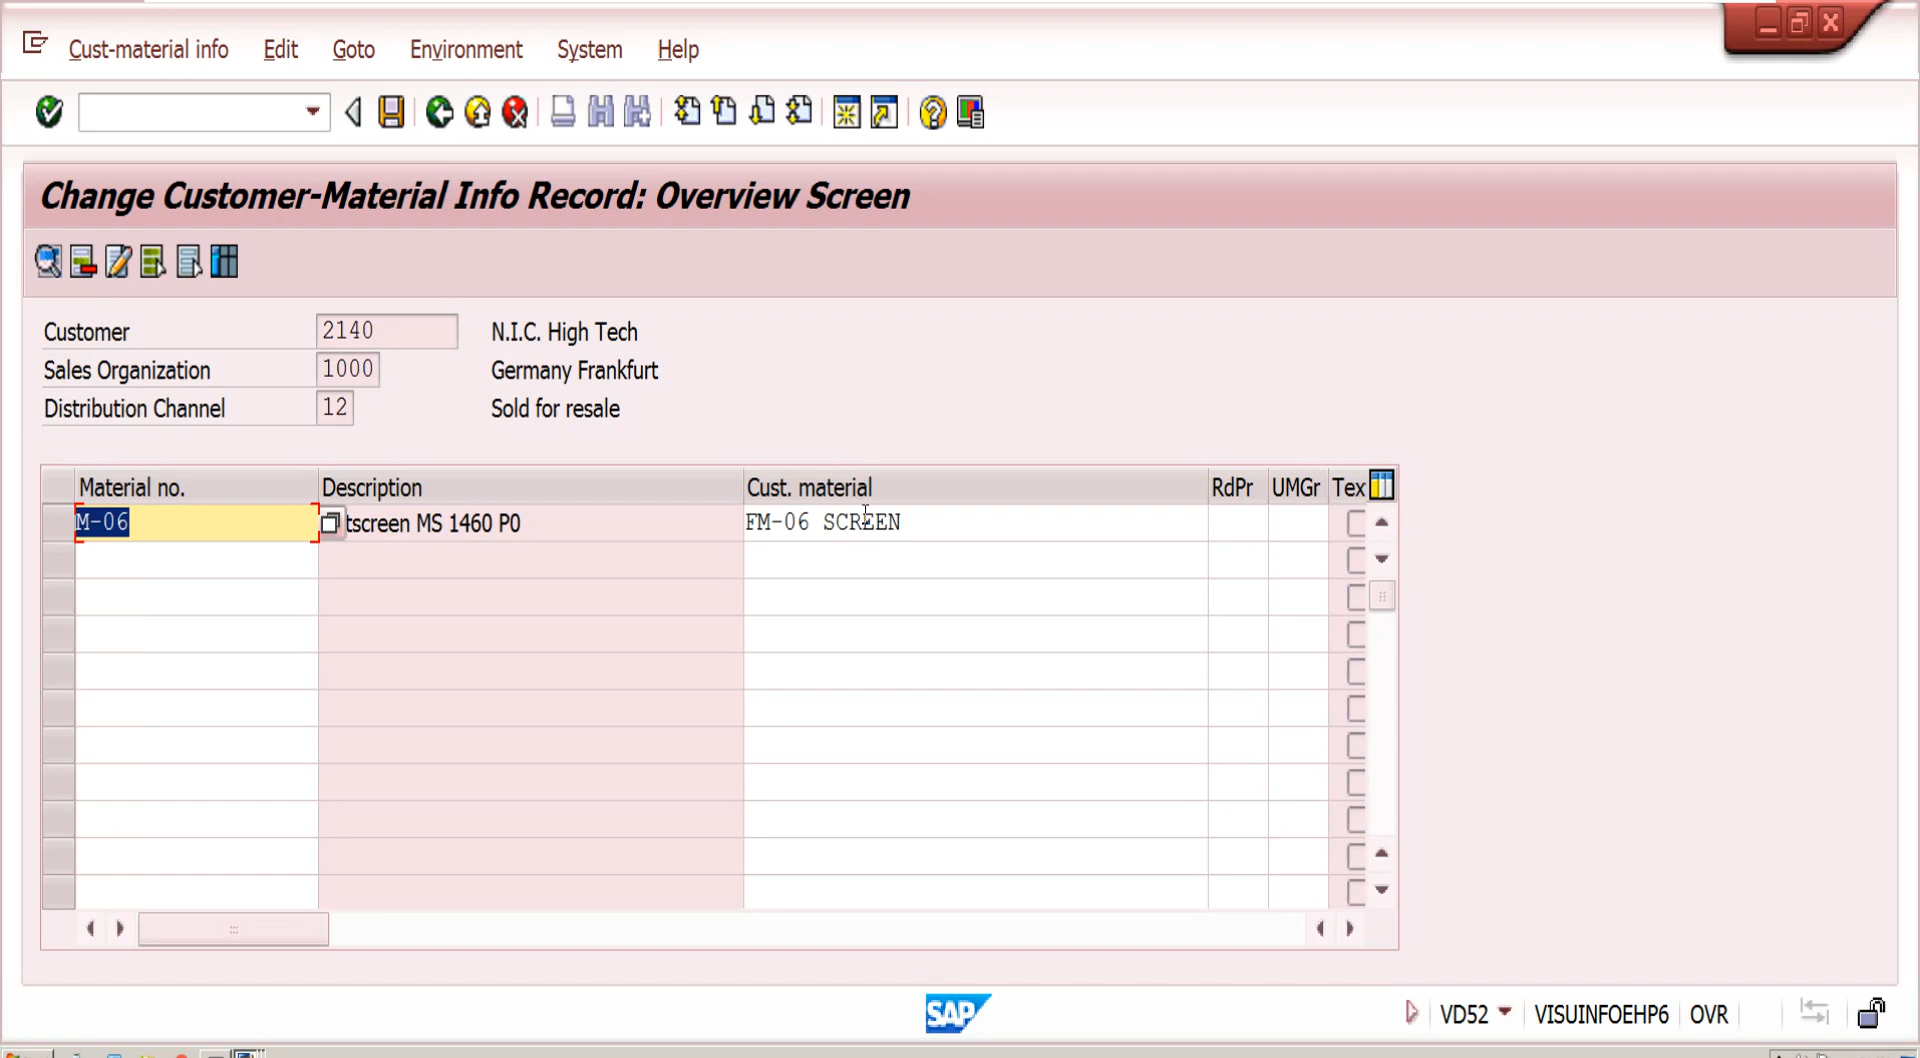 Cust-material info Edit Goto Environment System Help
Change Customer-Material Info Record: Overview Screen
Customer 2140 N.I.C. High Tech
Sales Organization 1000 Germany Frankfurt
Distribution Channel 12 Sold for resale
Material no. Description Cust. material RdPr UMGr Tex
M-06 tscreen MS 1460 P0 FM-06 SCREEN
SAP VD52 VISUINFOEHP6 OVR